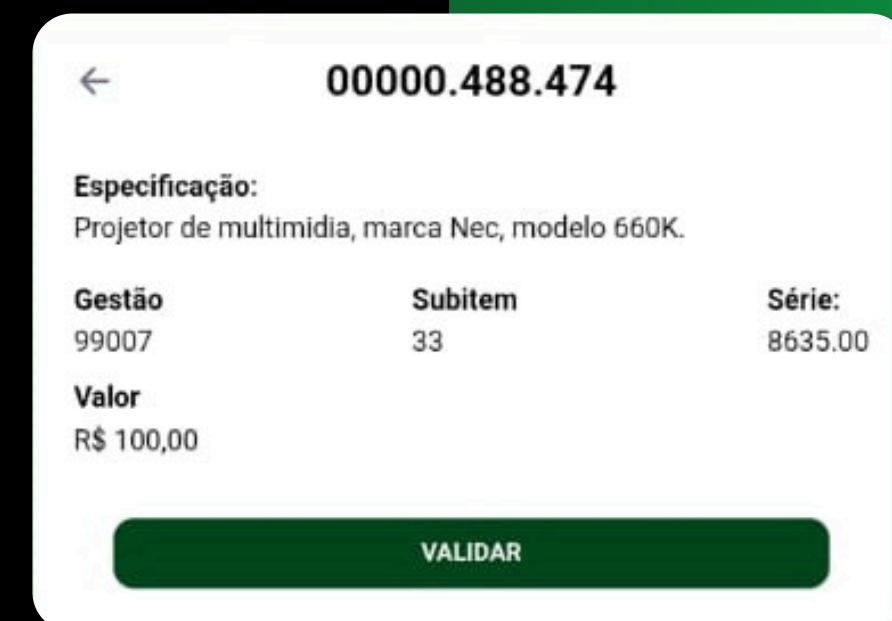 00000.488.474
Especificação:
Projetor de multimidia, marca Nec, modelo 660K.
Gestão Subitem Série:
99007 33 8635.00
Valor
R$ 100,00
VALIDAR